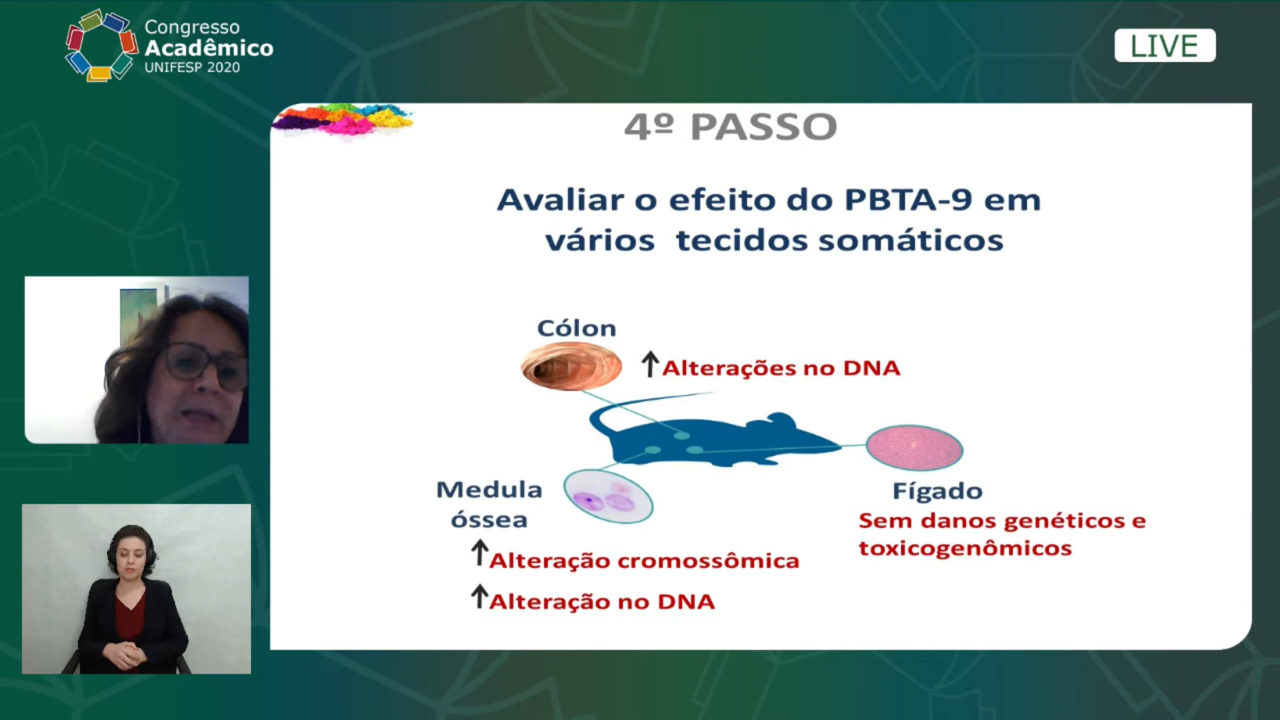 Congresso
Acadêmico
UNIFESP 2020
LIVE
4º PASSO
Avaliar o efeito do PBTA-9 em
vários tecidos somáticos
Cólon
↑Alterações no DNA
Medula
óssea
↑Alteração cromossômica
↑Alteração no DNA
Fígado
Sem danos genéticos e
toxicogenômicos